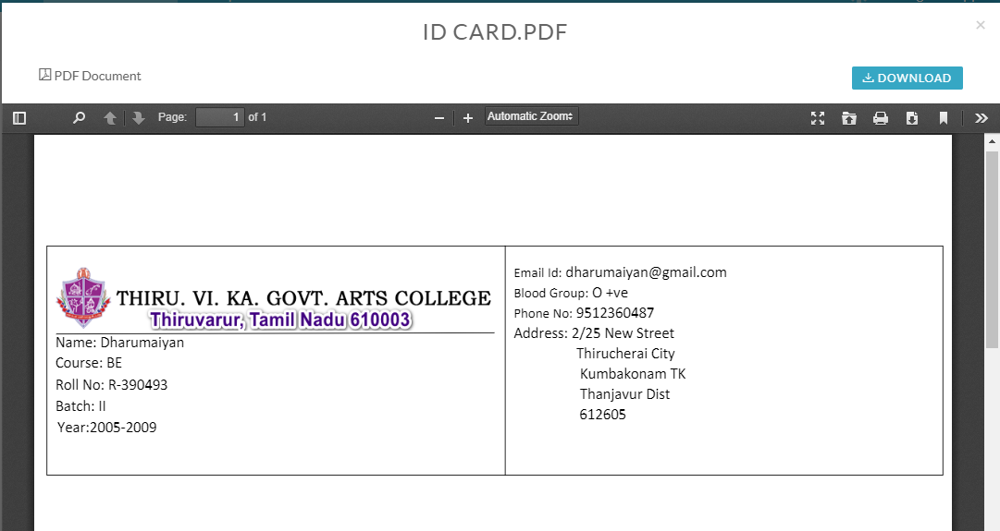 ID CARD.PDF
×
PDF Document
DOWNLOAD
Page: 1 of 1
Automatic Zoom
THIRU. VI. KA. GOVT. ARTS COLLEGE
Thiruvarur, Tamil Nadu 610003
Name: Dharumaiyan
Course: BE
Roll No: R-390493
Batch: II
Year:2005-2009
Email Id: dharumaiyan@gmail.com
Blood Group: O +ve
Phone No: 9512360487
Address: 2/25 New Street
Thirucherai City
Kumbakonam TK
Thanjavur Dist
612605